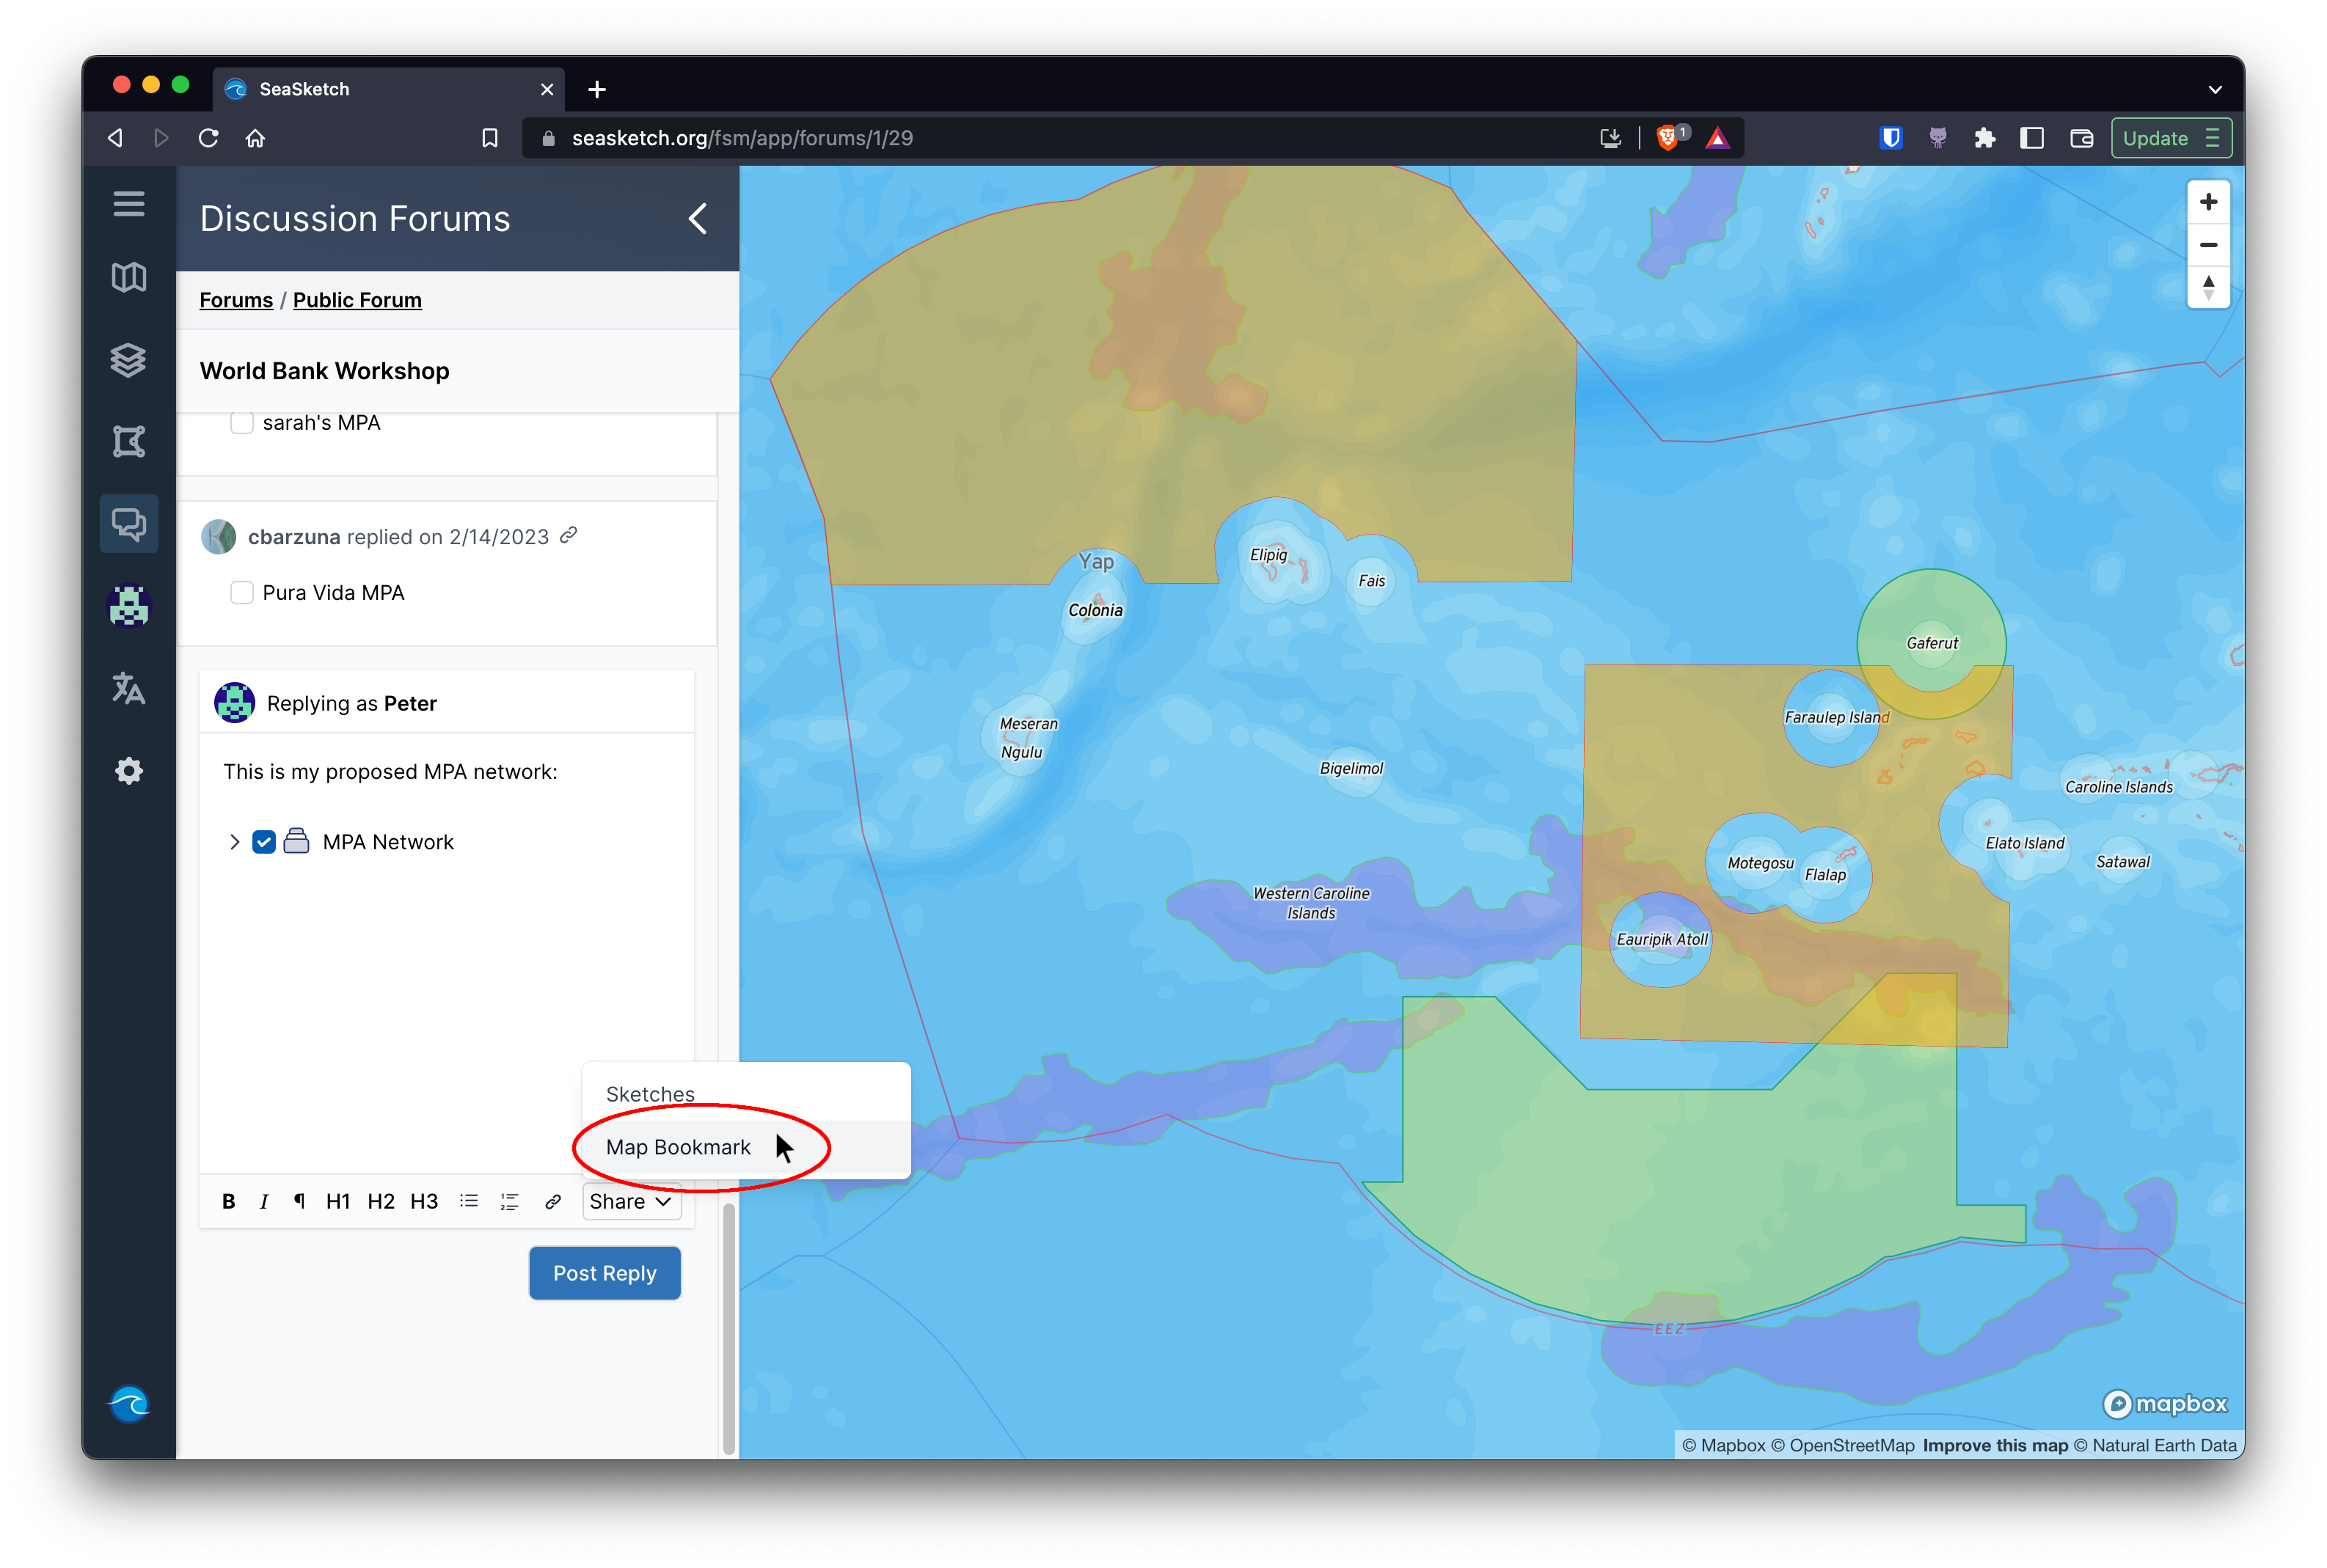 SeaSketch
seasketch.org/fsm/app/forums/1/29
1
Update
Discussion Forums
Forums / Public Forum
World Bank Workshop
sarah's MPA
cbarzuna replied on 2/14/2023
Pura Vida MPA
Replying as Peter
This is my proposed MPA network:
MPA Network
Sketches
Map Bookmark
B I ¶ H1 H2 H3 Share
Post Reply
Yap
Colonia
Elipig
Fais
Meseran
Ngulu
Bigelimol
Gaferut
Faraulep Island
Caroline Islands
Elato Island
Satawal
Motegosu
Flalap
Western Caroline
Islands
Eauripik Atoll
EEZ
mapbox
© Mapbox © OpenStreetMap Improve this map © Natural Earth Data